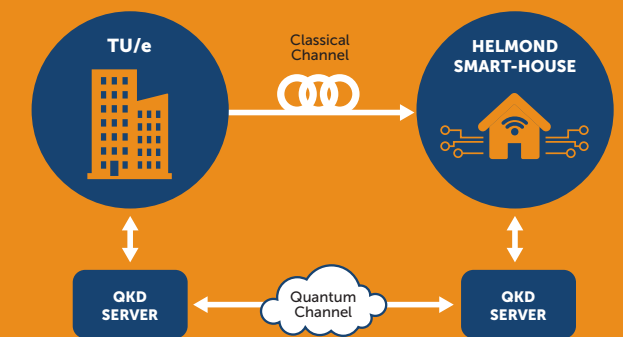 TU/e
Classical
Channel
HELMOND
SMART-HOUSE
QKD
SERVER
Quantum
Channel
QKD
SERVER